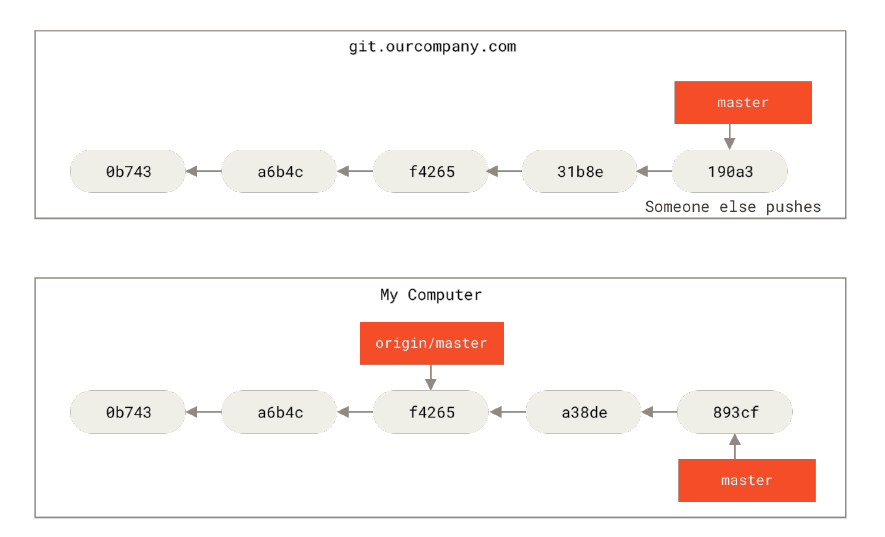 git.ourcompany.com
master
0b743
a6b4c
f4265
31b8e
190a3
Someone else pushes
My Computer
origin/master
0b743
a6b4c
f4265
a38de
893cf
master